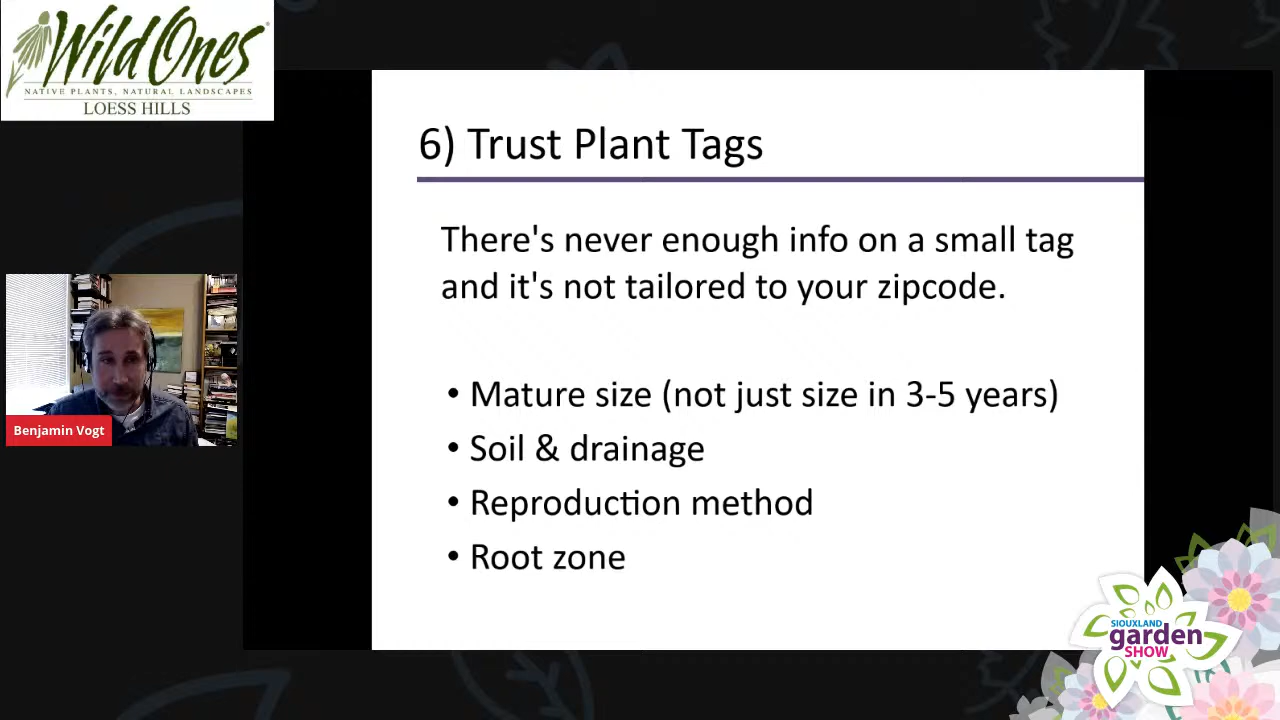 Wild Ones
NATIVE PLANTS, NATURAL LANDSCAPES
LOESS HILLS
6) Trust Plant Tags
There's never enough info on a small tag
and it's not tailored to your zipcode.
• Mature size (not just size in 3-5 years)
• Soil & drainage
• Reproduction method
• Root zone
Benjamin Vogt
SIOUXLAND
garden
SHOW